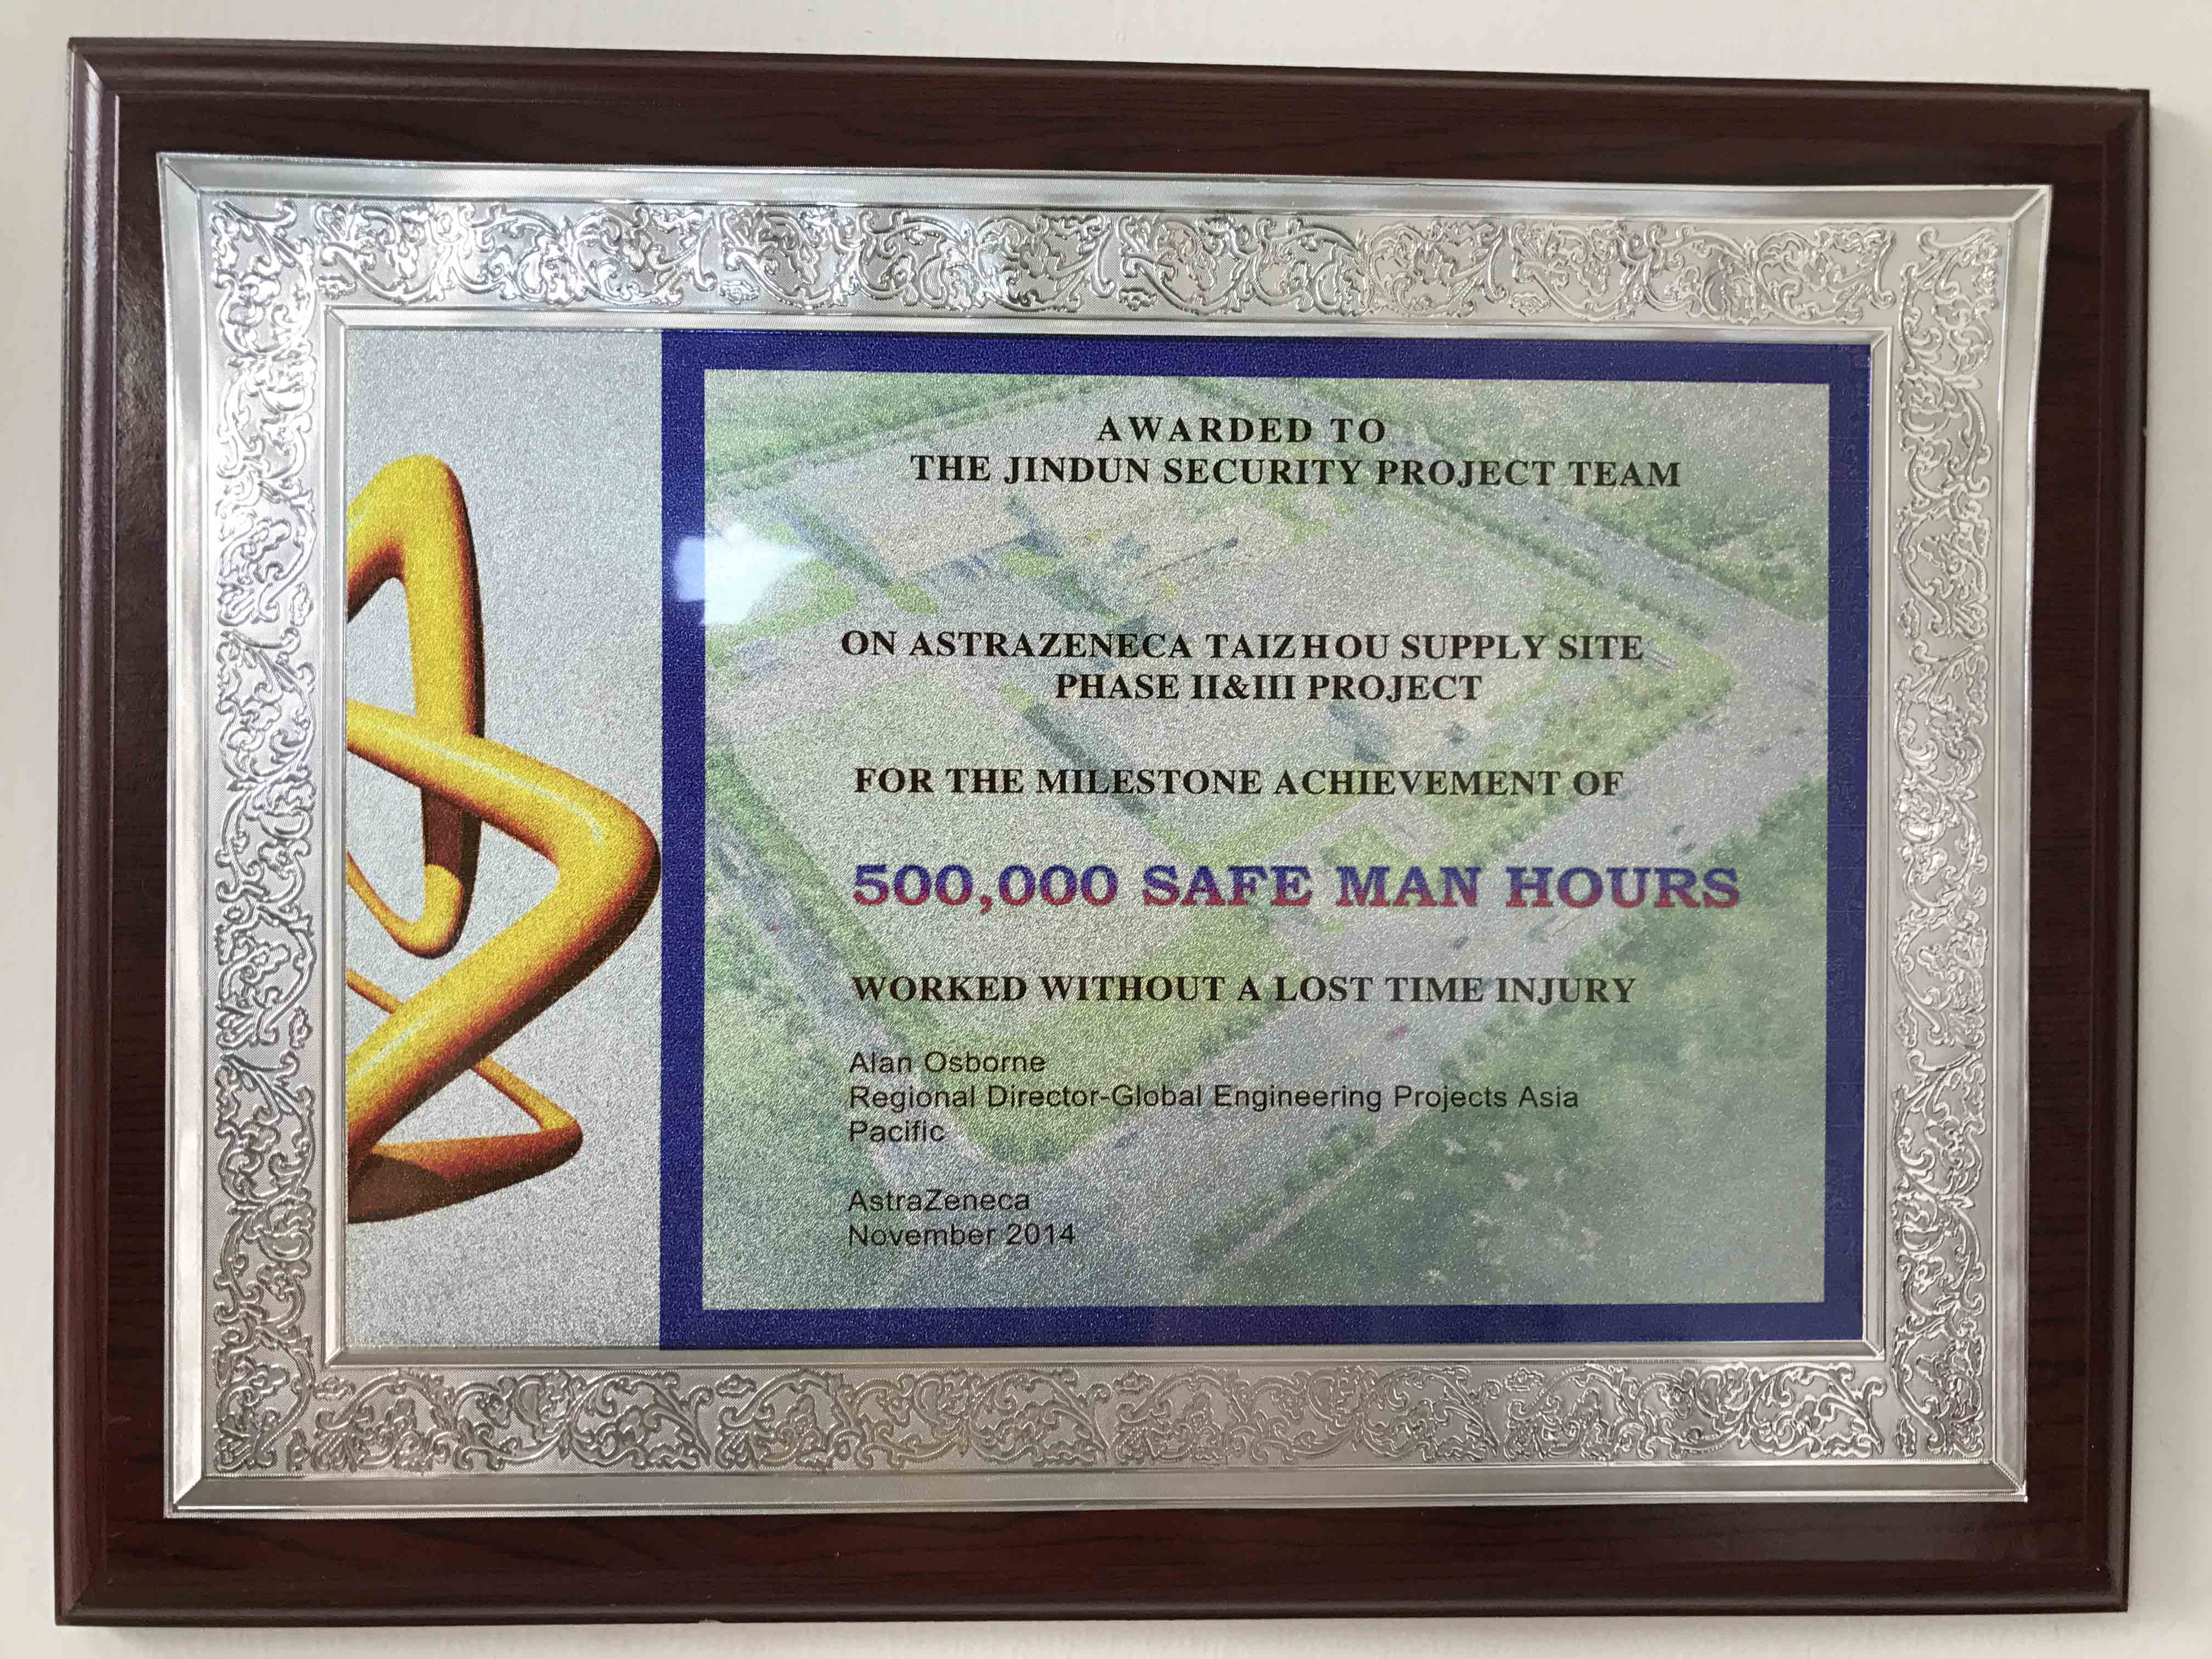 AWARDED TO
THE JINDUN SECURITY PROJECT TEAM
ON ASTRAZENECA TAIZHOU SUPPLY SITE
PHASE II&III PROJECT
FOR THE MILESTONE ACHIEVEMENT OF
500,000 SAFE MAN HOURS
WORKED WITHOUT A LOST TIME INJURY
Alan Osborne
Regional Director-Global Engineering Projects Asia
Pacific
AstraZeneca
November 2014